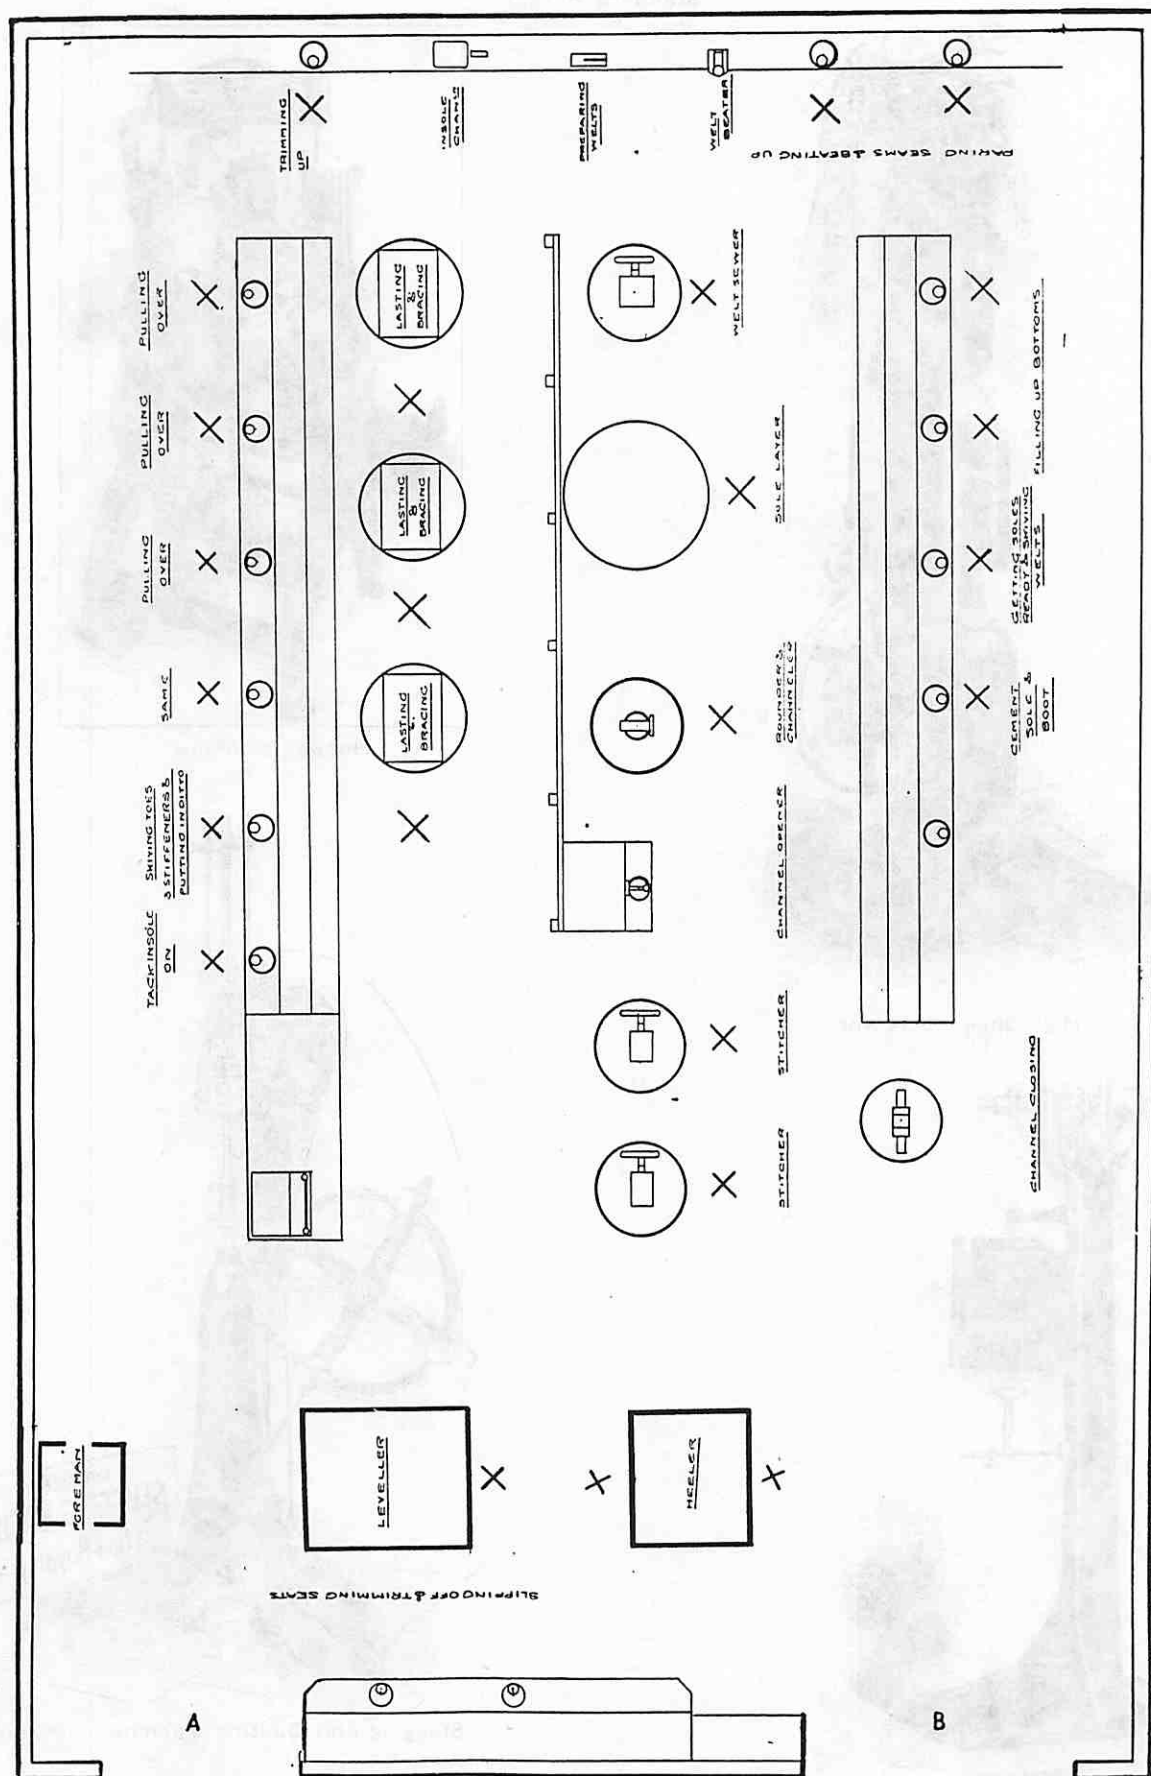 TRIMMING
UP
INSOLE
CHANG
PREPARING
WELTS
WELT
BEATER
PARING SEAMS & BEATING UP
PULLING
OVER
LASTING
&
BRACING
WELT SEWER
PULLING
OVER
LASTING
&
BRACING
SOLE LAYER
FILLING UP BOTTOMS
PULLING
OVER
GETTING SOLES
READY & SKIVING
WELTS
SAME
LASTING
&
BRACING
ROUNDER &
CHANNELES
CEMENT
SOLE &
BOOT
SKIVING TOES
& STIFFENERS &
PUTTING IN DITTO
CHANNEL OPENER
TACK INSOLE
ON
STITCHER
CHANNEL CLOSING
STITCHER
FOREMAN
LEVELLER
HEELER
SLIPPING OFF & TRIMMING SEATS
A
B